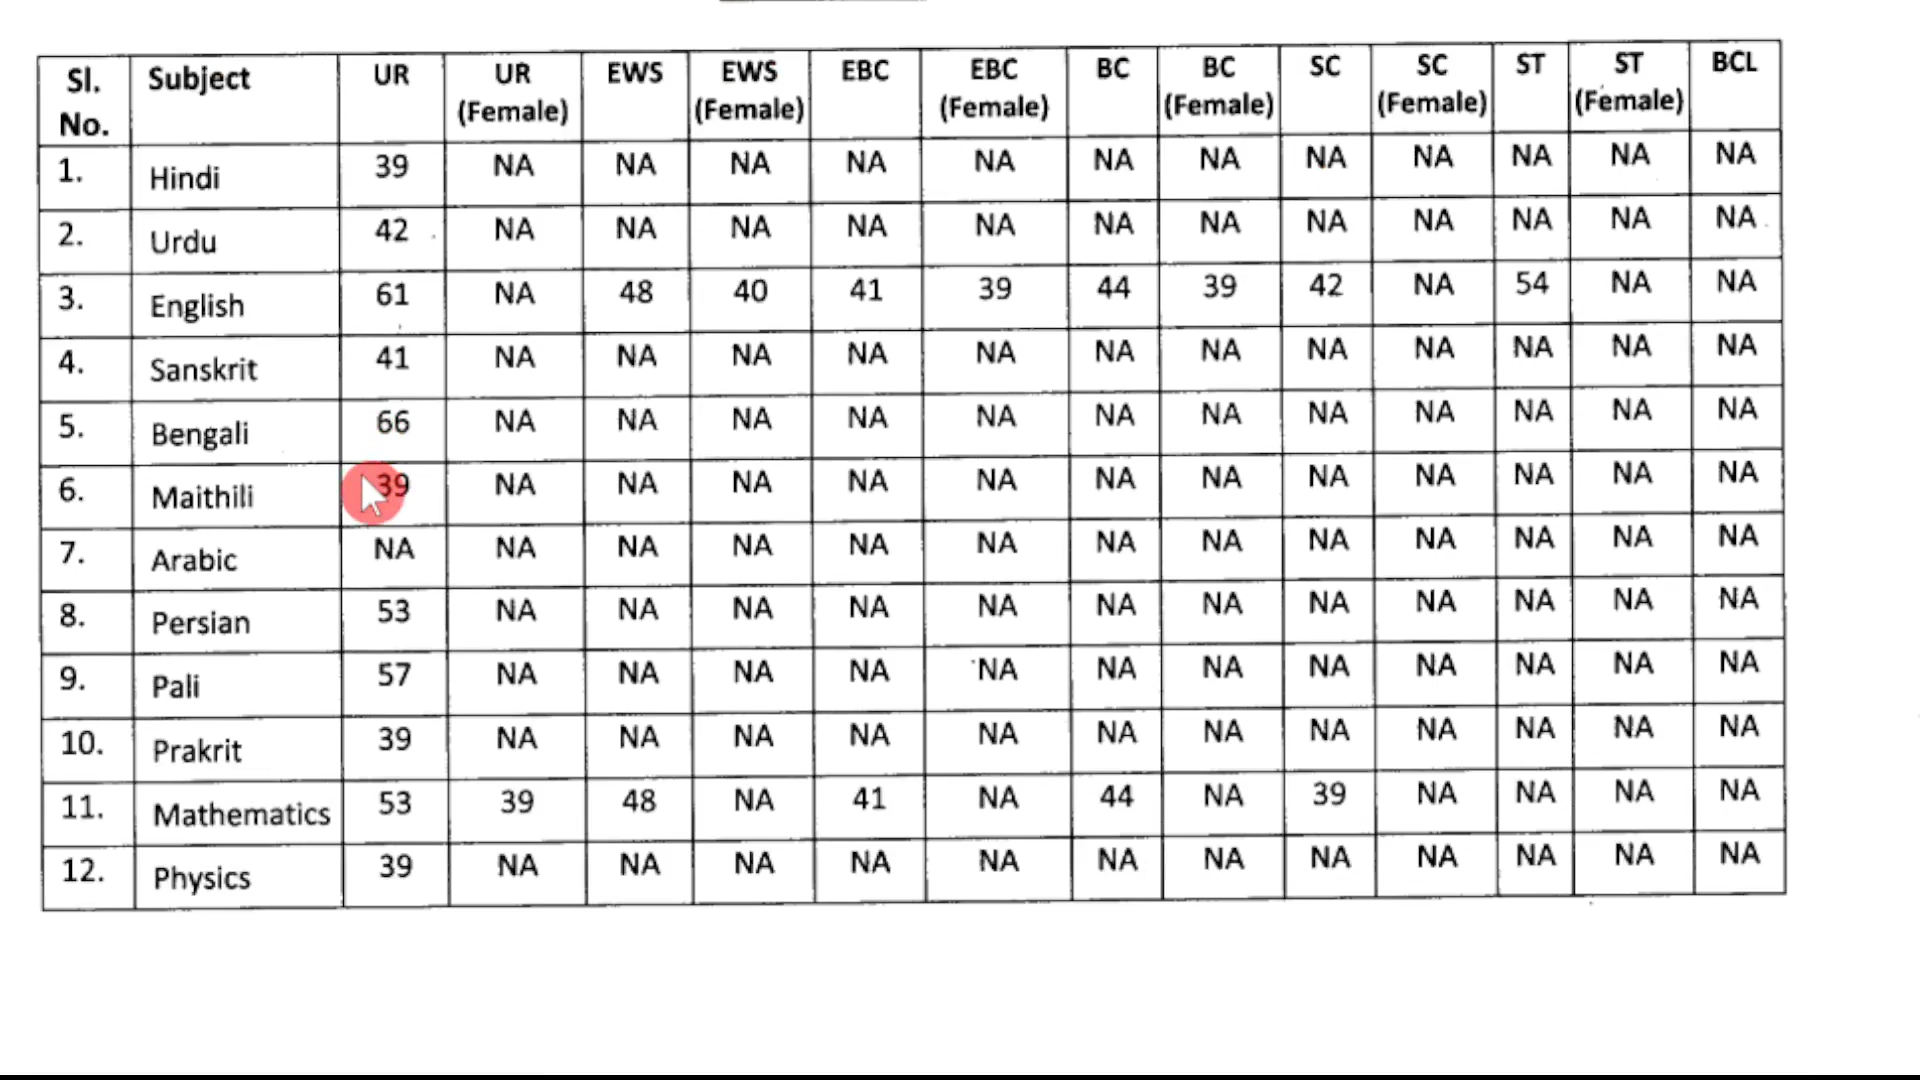 Sl. No. Subject UR UR (Female) EWS EWS (Female) EBC EBC (Female) BC BC (Female) SC SC (Female) ST ST (Female) BCL
1. Hindi 39 NA NA NA NA NA NA NA NA NA NA NA NA
2. Urdu 42 NA NA NA NA NA NA NA NA NA NA NA NA
3. English 61 NA 48 40 41 39 44 39 42 NA 54 NA NA
4. Sanskrit 41 NA NA NA NA NA NA NA NA NA NA NA NA
5. Bengali 66 NA NA NA NA NA NA NA NA NA NA NA NA
6. Maithili 39 NA NA NA NA NA NA NA NA NA NA NA NA
7. Arabic NA NA NA NA NA NA NA NA NA NA NA NA NA
8. Persian 53 NA NA NA NA NA NA NA NA NA NA NA NA
9. Pali 57 NA NA NA NA NA NA NA NA NA NA NA NA
10. Prakrit 39 NA NA NA NA NA NA NA NA NA NA NA NA
11. Mathematics 53 39 48 NA 41 NA 44 NA 39 NA NA NA NA
12. Physics 39 NA NA NA NA NA NA NA NA NA NA NA NA